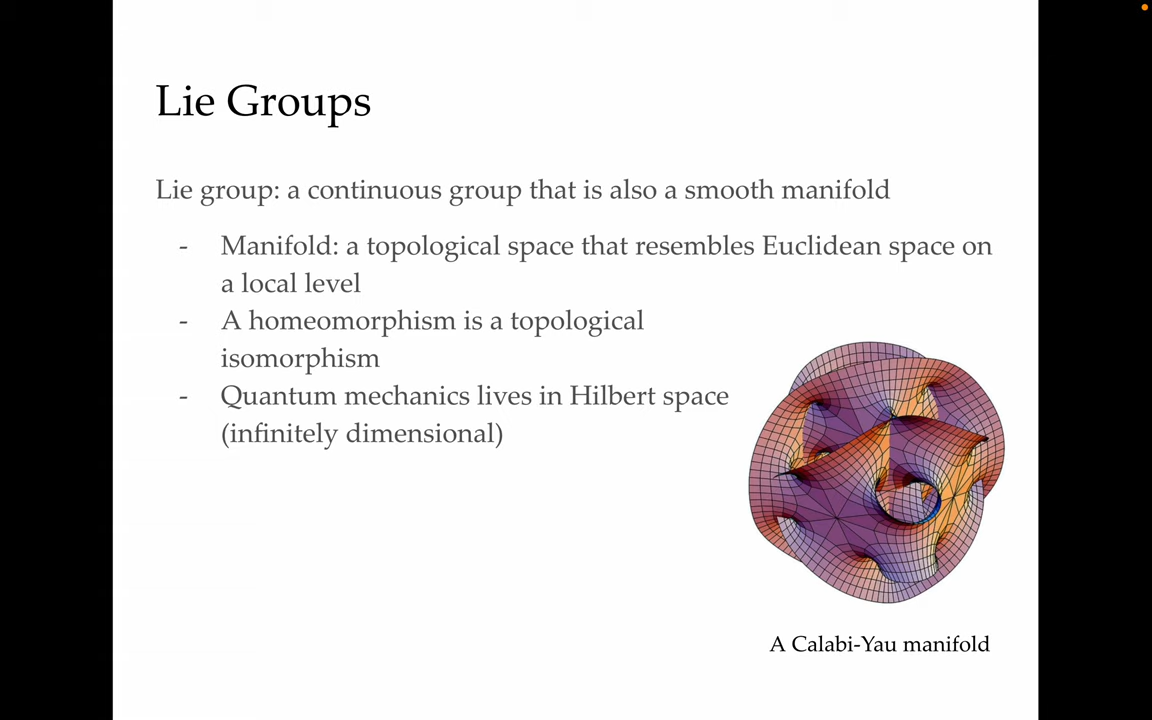 Lie Groups
Lie group: a continuous group that is also a smooth manifold
- Manifold: a topological space that resembles Euclidean space on
a local level
- A homeomorphism is a topological
isomorphism
- Quantum mechanics lives in Hilbert space
(infinitely dimensional)
A Calabi-Yau manifold